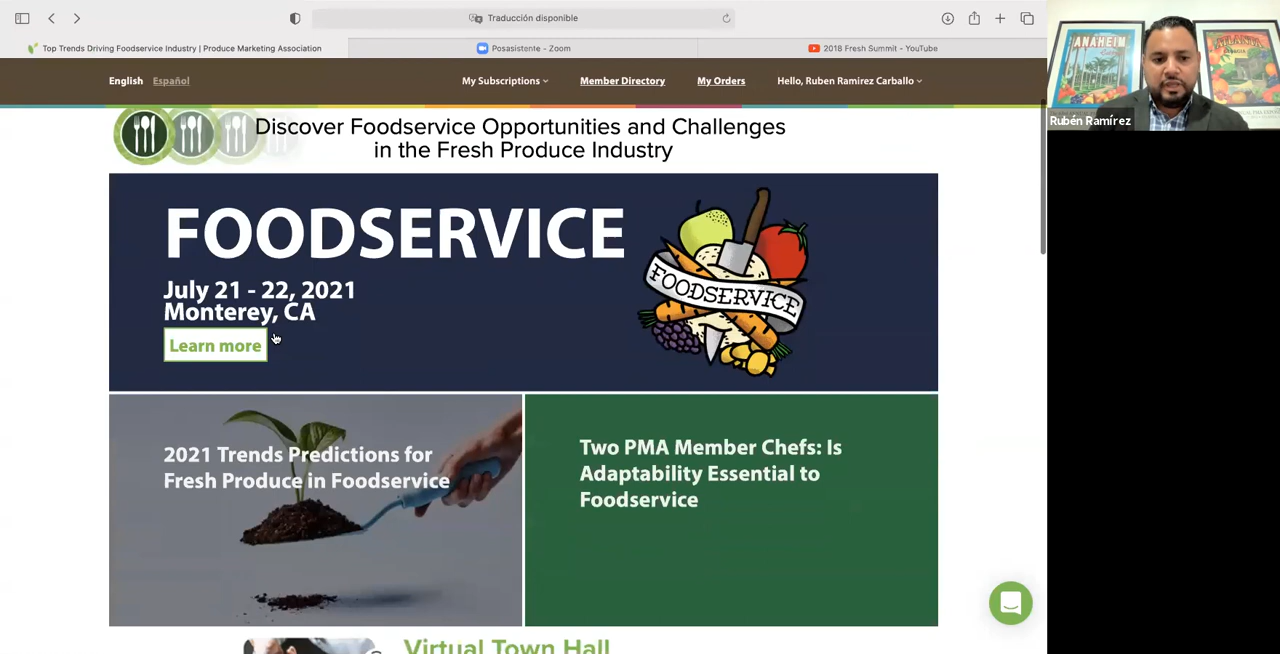 Traducción disponible
Top Trends Driving Foodservice Industry | Produce Marketing Association
Posasistente - Zoom
2018 Fresh Summit - YouTube
English Español
My Subscriptions
Member Directory
My Orders
Hello, Ruben Ramirez Carballo
Discover Foodservice Opportunities and Challenges
in the Fresh Produce Industry
FOODSERVICE
July 21 - 22, 2021
Monterey, CA
Learn more
FOODSERVICE
2021 Trends Predictions for
Fresh Produce in Foodservice
Two PMA Member Chefs: Is
Adaptability Essential to
Foodservice
Virtual Town Hall
ANAHEIM
ATLANTA
Rubén Ramírez